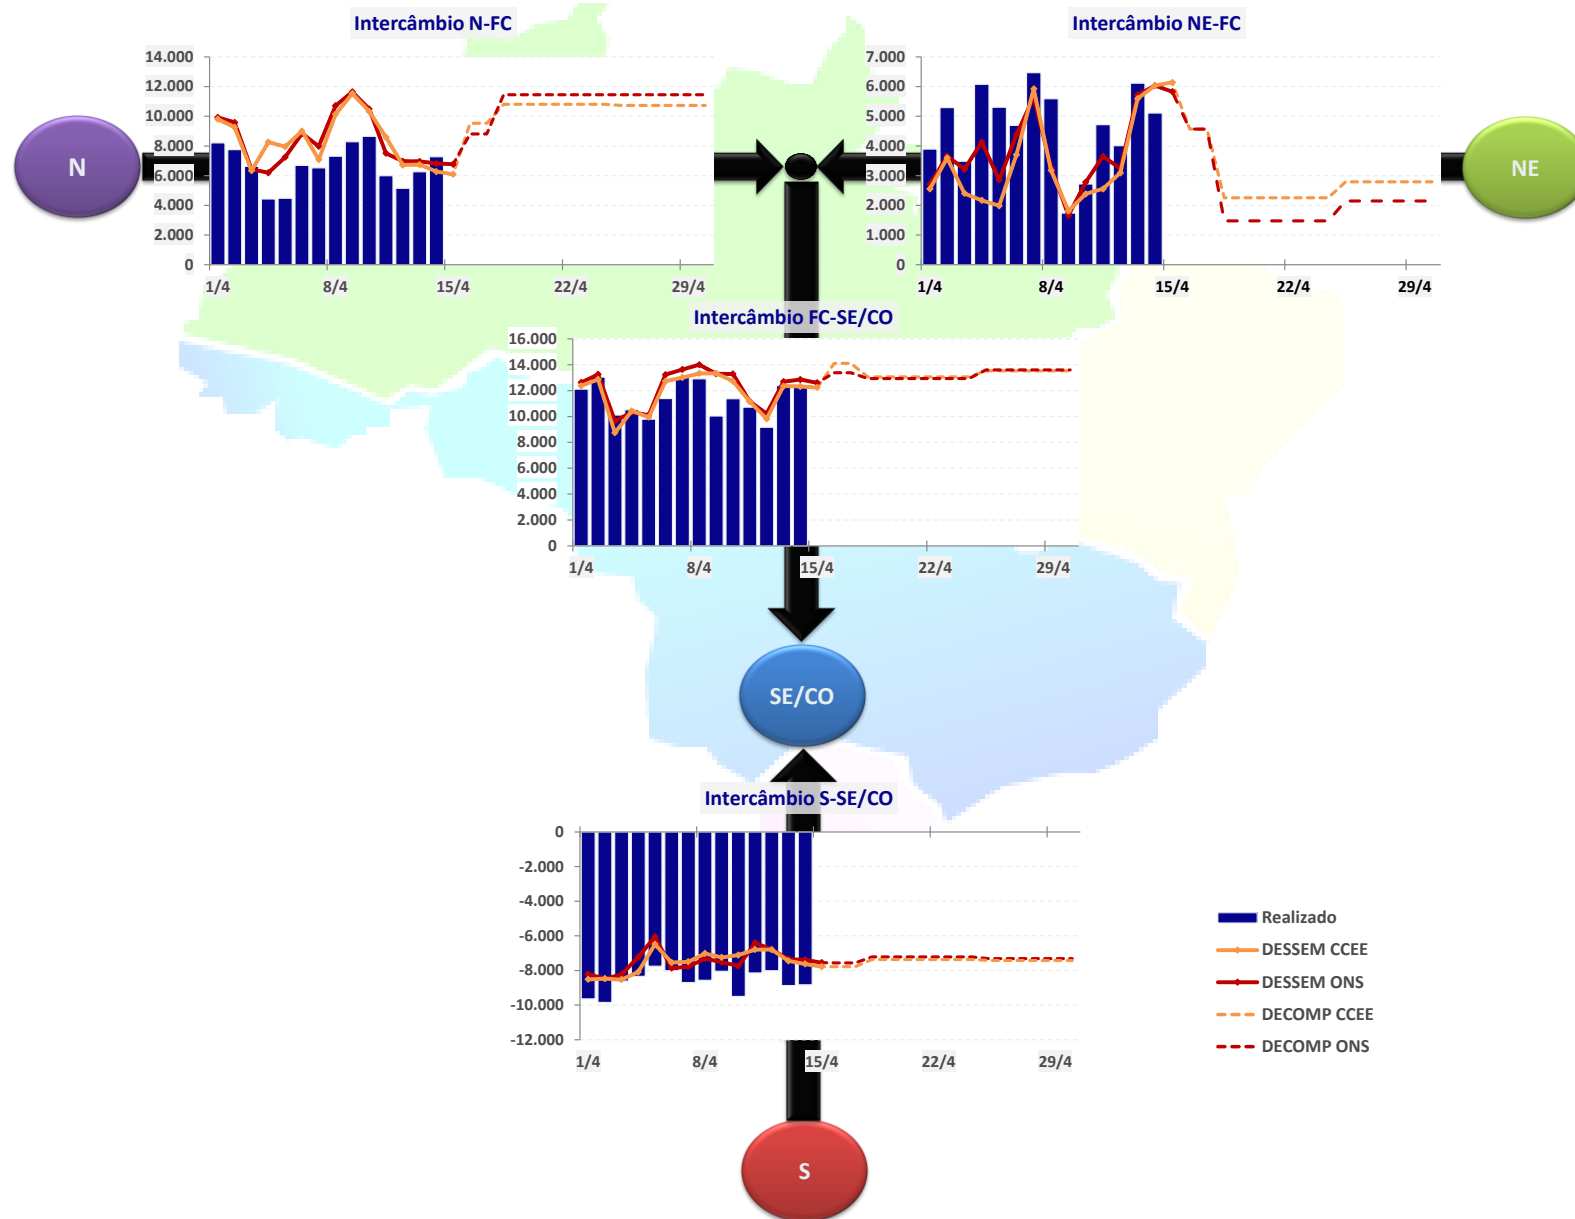 Intercâmbio N-FC
14.000
12.000
10.000
8.000
6.000
4.000
2.000
0
1/4 8/4 15/4 22/4 29/4
Intercâmbio NE-FC
7.000
6.000
5.000
4.000
3.000
2.000
1.000
0
1/4 8/4 15/4 22/4 29/4
N
NE
Intercâmbio FC-SE/CO
16.000
14.000
12.000
10.000
8.000
6.000
4.000
2.000
0
1/4 8/4 15/4 22/4 29/4
SE/CO
Intercâmbio S-SE/CO
0
-2.000
-4.000
-6.000
-8.000
-10.000
-12.000
1/4 8/4 15/4 22/4 29/4
Realizado
DESSEM CCEE
DESSEM ONS
DECOMP CCEE
DECOMP ONS
S